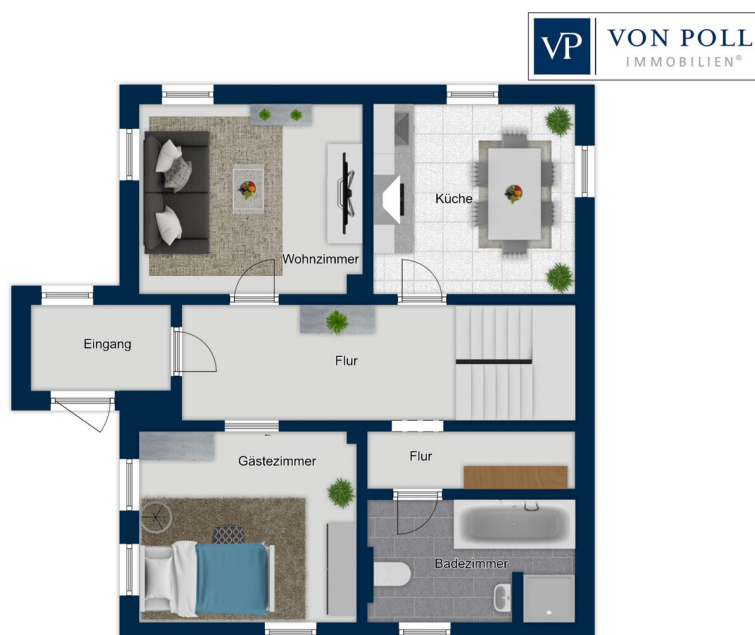 VP
VON POLL
IMMOBILIEN®
Wohnzimmer
Küche
Eingang
Flur
Gästezimmer
Flur
Badezimmer